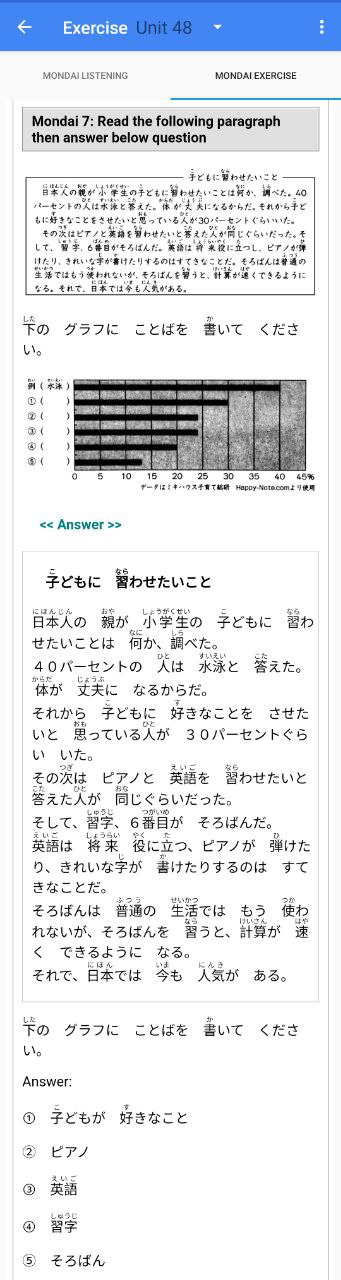 Exercise Unit 48
MONDAI LISTENING
MONDAI EXERCISE
Mondai 7: Read the following paragraph
then answer below question
子どもに習わせたいこと
日本人の親が小学生の子どもに習わせたいことは何か、調べた。40
パーセントの人は水泳と答えた。体が丈夫になるからだ。それから子ど
もに好きなことをさせたいと思っている人が30パーセントぐらいいた。
その次はピアノと英語を習わせたいと答えた人が同じぐらいだった。そ
して、習字、6番目がそろばんだ。英語は将来役に立つし、ピアノが弾
けたり、きれいな字が書けたりするのはすてきなことだ。そろばんは普通の
生活ではもう使われないが、そろばんを習うと、計算が速くできるように
なる。それで、日本では今も人気がある。
下の グラフに ことばを 書いて くださ
い。
例 ( 水泳 )
① ( )
② ( )
③ ( )
④ ( )
⑤ ( )
0 5 10 15 20 25 30 35 40 45%
データはミキハウス子育て総研 Happy-Note.comより使用
<< Answer >>
子どもに 習わせたいこと
日本人の 親が 小学生の 子どもに 習わ
せたいことは 何か、調べた。
４０パーセントの 人は 水泳と 答えた。
体が 丈夫に なるからだ。
それから 子どもに 好きなことを させた
いと 思っている人が ３０パーセントぐら
い いた。
その次は ピアノと 英語を 習わせたいと
答えた人が 同じぐらいだった。
そして、習字、６番目が そろばんだ。
英語は 将来 役に立つ、ピアノが 弾けた
り、きれいな字が 書けたりするのは すて
きなことだ。
そろばんは 普通の 生活では もう 使わ
れないが、そろばんを 習うと、計算が 速
く できるように なる。
それで、日本では 今も 人気が ある。
下の グラフに ことばを 書いて くださ
い。
Answer:
① 子どもが 好きなこと
② ピアノ
③ 英語
④ 習字
⑤ そろばん